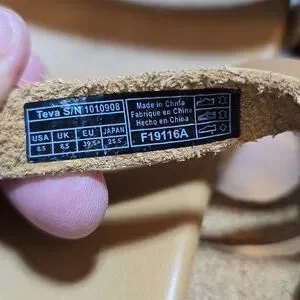 Teva S/N 1010908
USA UK EU JAPAN
8.5 6.5 39.5 25.5
Made in China
Fabriqué en Chine
Hecho en China
F19116A